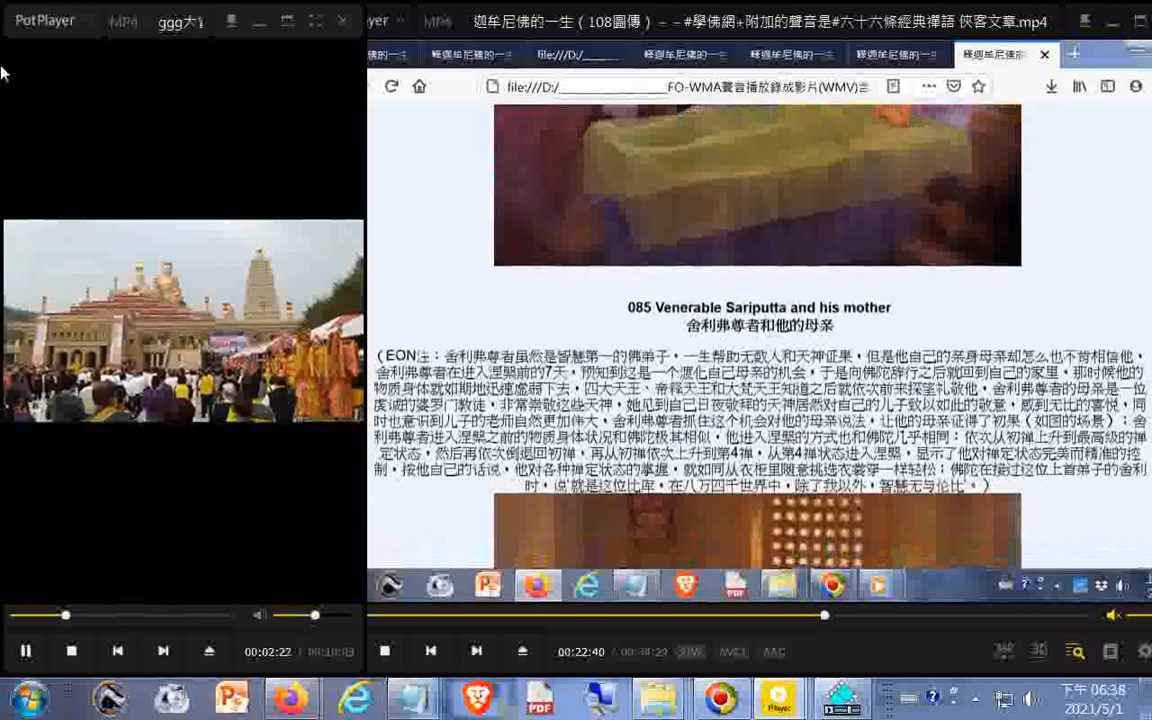 PotPlayer
MP4
ggg大
MP4
迦牟尼佛的一生（108圖傳）－－#學佛網+附加的聲音是#六十六條經典禪語 俠客文章.mp4
file:///D:/______
file:///D:/______________FO-WMA聲音播放錄成影片(WMV)
085 Venerable Sariputta and his mother
舍利弗尊者和他的母亲
（EON注：舍利弗尊者虽然是智慧第一的佛弟子，一生帮助无数人和天神证果，但是他自己的亲身母亲却怎么也不肯相信他，
舍利弗尊者在进入涅槃前的7天，预知到这是一个渡化自己母亲的机会，于是向佛陀辞行之后就回到自己的家里，那时候他的
物质身体就如期地迅速虚弱下去，四大天王、帝释天王和大梵天王知道之后就依次前来探望礼敬他，舍利弗尊者的母亲是一位
虔诚的婆罗门教徒，非常崇敬这些天神，她见到自己日夜敬拜的天神居然对自己的儿子致以如此的敬意，感到无比的喜悦，同
时也意识到儿子的老师自然更加伟大，舍利弗尊者抓住这个机会对他的母亲说法，让他的母亲证得了初果（如图的场景）；舍
利弗尊者进入涅槃之前的物质身体状况和佛陀极其相似，他进入涅槃的方式也和佛陀几乎相同：依次从初禅上升到最高级的禅
定状态，然后再依次倒退回初禅，再从初禅依次上升到第4禅，从第4禅状态进入涅槃，显示了他对禅定状态完美而精准的控
制，按他自己的话说，他对各种禅定状态的掌握，就如同从衣柜里随意挑选衣裳穿一样轻松；佛陀在接过这位上首弟子的舍利
时，说'就是这位比库，在八万四千世界中，除了我以外，智慧无与伦比'。）
00:02:22
00:22:40
AAC
下午 06:38
2021/5/1